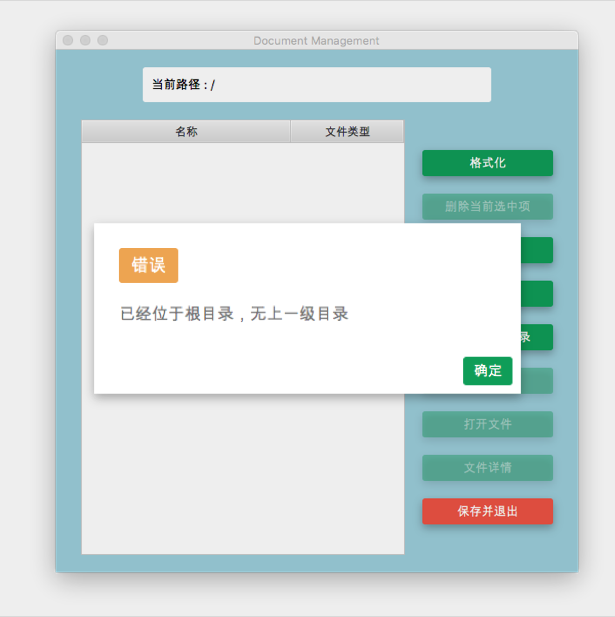 Document Management
当前路径：/
名称
文件类型
格式化
删除当前选中项
错误
已经位于根目录，无上一级目录
录
确定
打开文件
文件详情
保存并退出